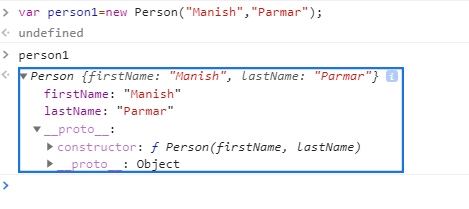 > var person1=new Person("Manish","Parmar");
< undefined
> person1
< ▼Person {firstName: "Manish", lastName: "Parmar"} i
firstName: "Manish"
lastName: "Parmar"
▼__proto__:
▶constructor: ƒ Person(firstName, lastName)
▶__proto__: Object
>